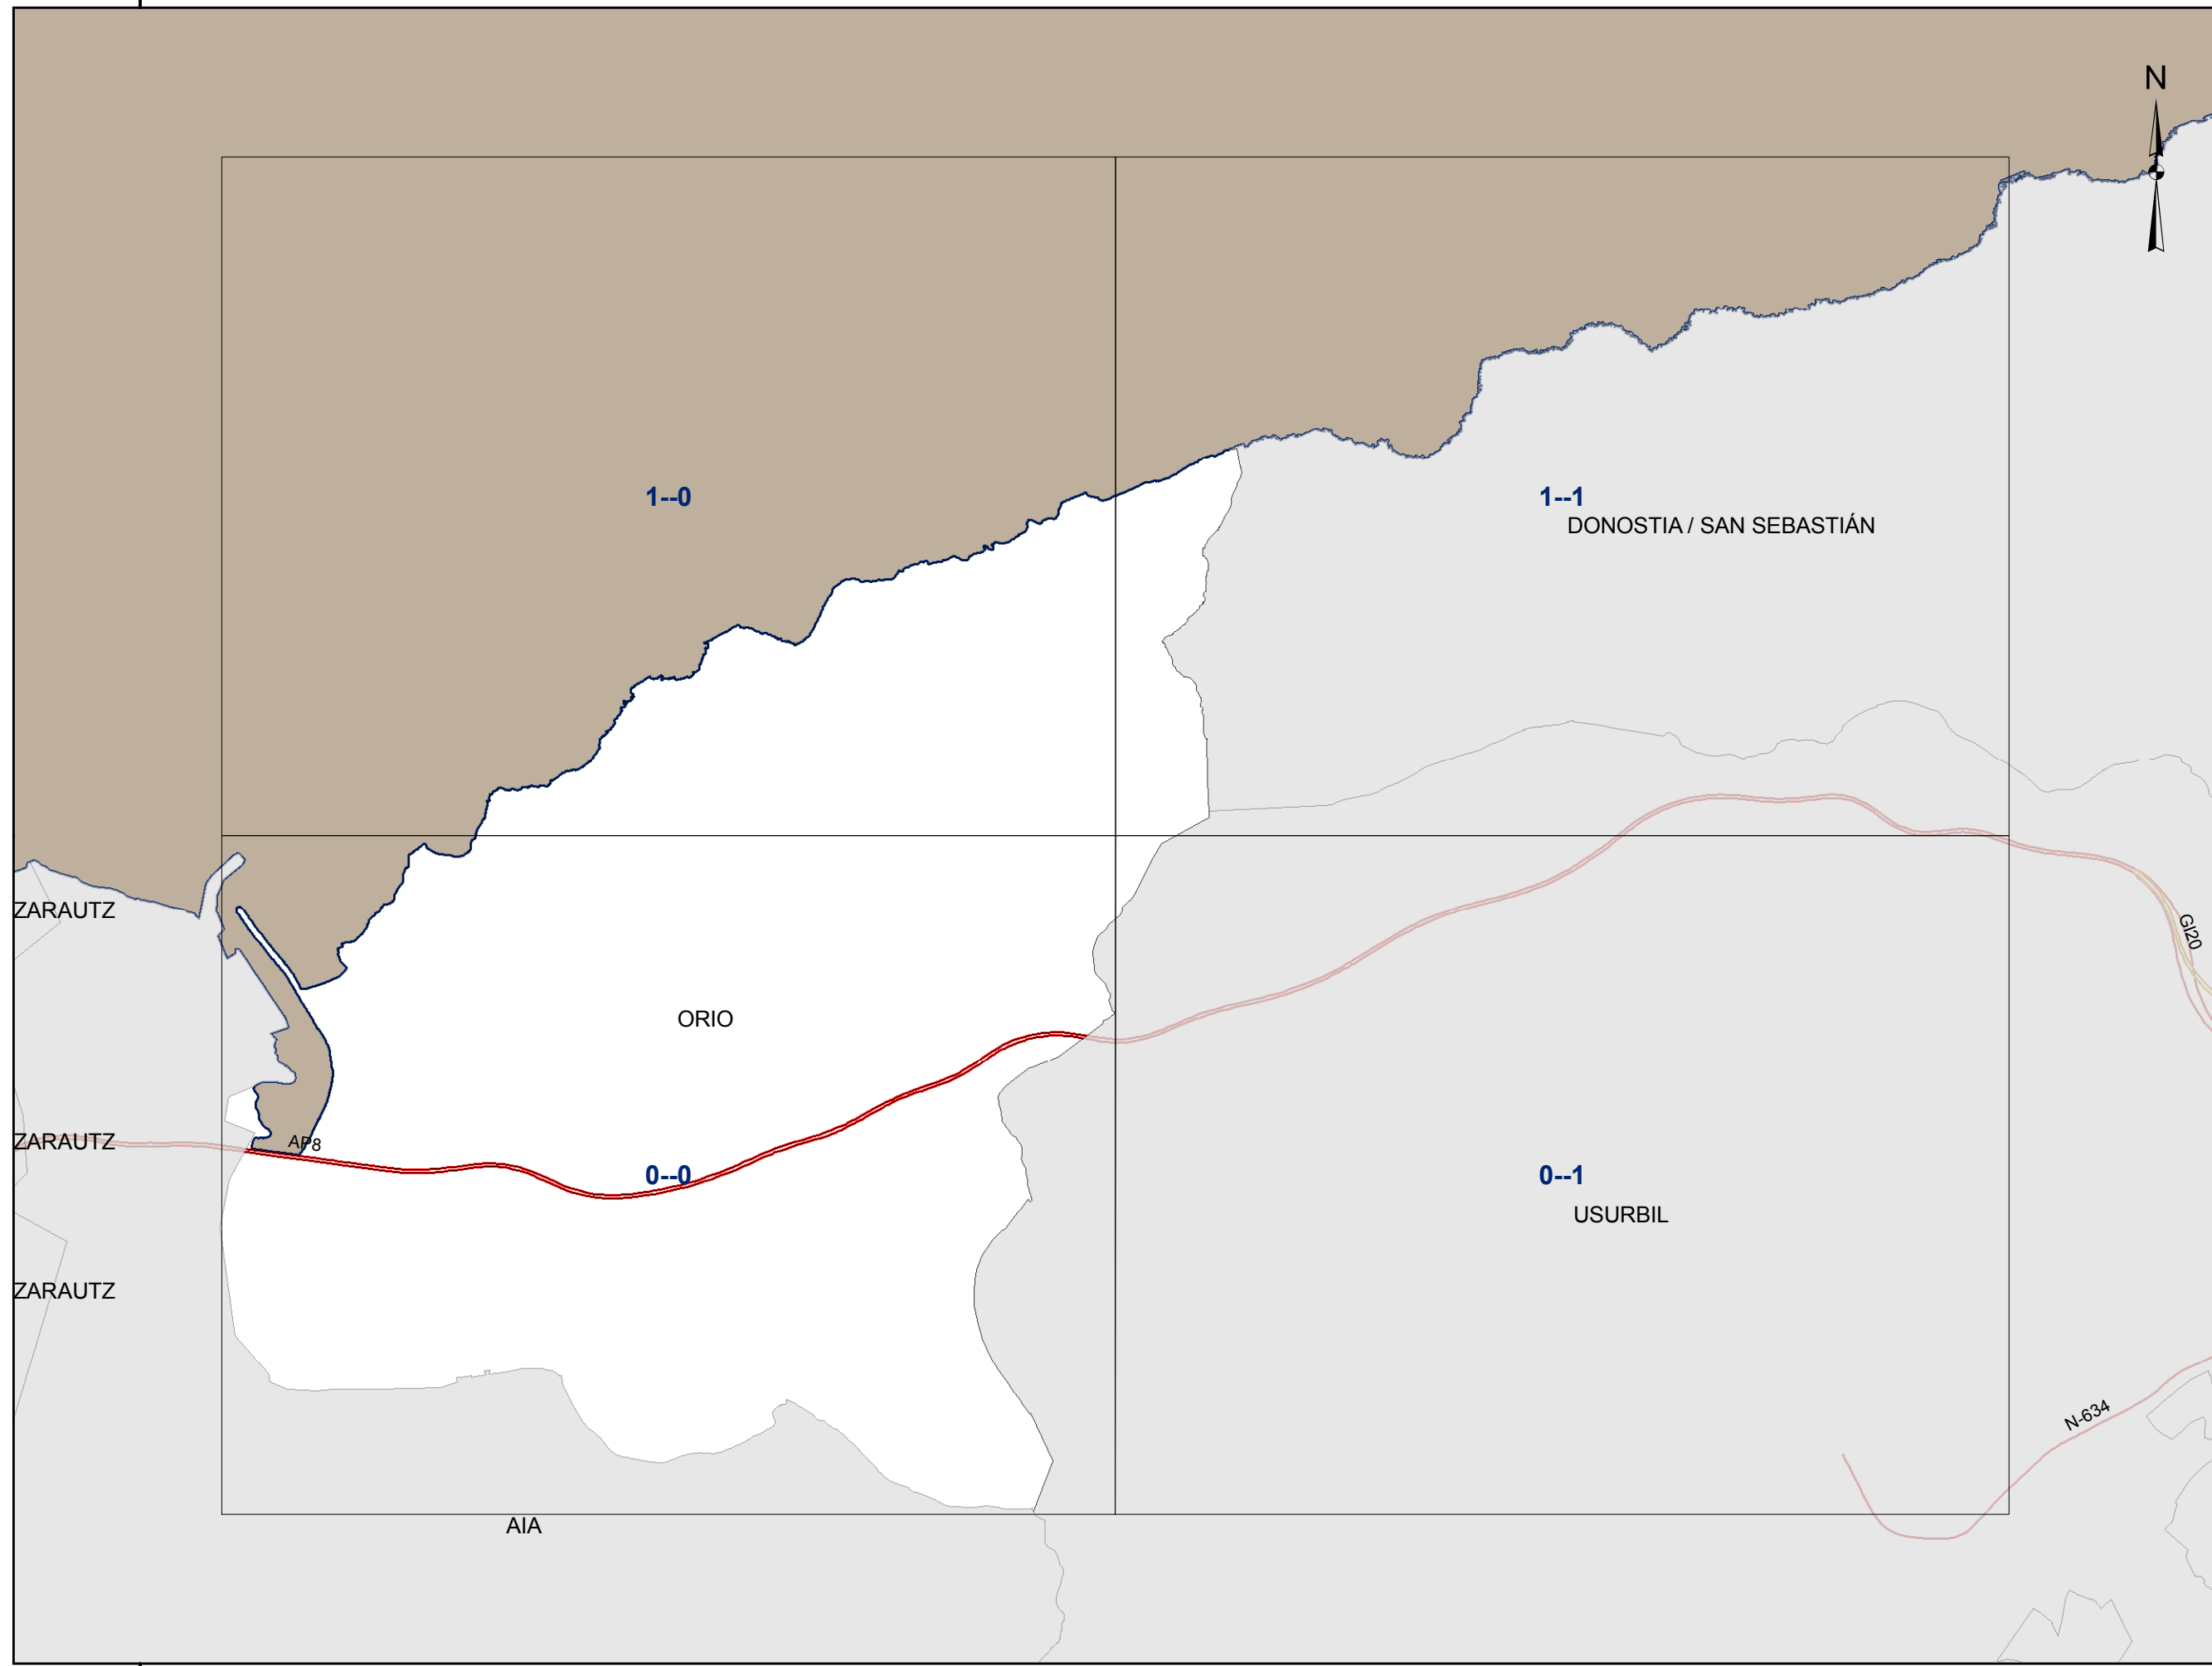 N
1--0
1--1
DONOSTIA / SAN SEBASTIÁN
ZARAUTZ
GI20
ORIO
ZARAUTZ
AP8
0--0
0--1
USURBIL
ZARAUTZ
N-634
AIA